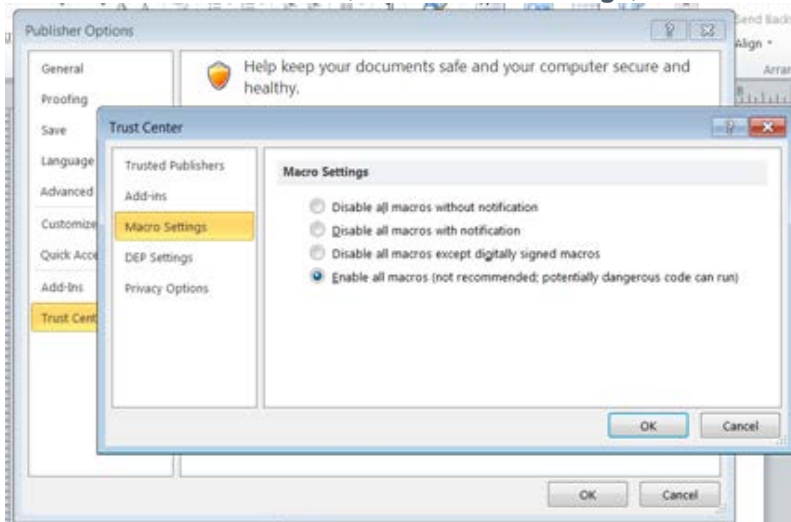 Send Back
Align
Publisher Options
General
Proofing
Save
Language
Advanced
Customize
Quick Acce
Add-Ins
Trust Cent
Help keep your documents safe and your computer secure and
healthy.
Trust Center
Trusted Publishers
Add-ins
Macro Settings
DEP Settings
Privacy Options
Macro Settings
Disable all macros without notification
Disable all macros with notification
Disable all macros except digitally signed macros
Enable all macros (not recommended; potentially dangerous code can run)
OK
Cancel
OK
Cancel